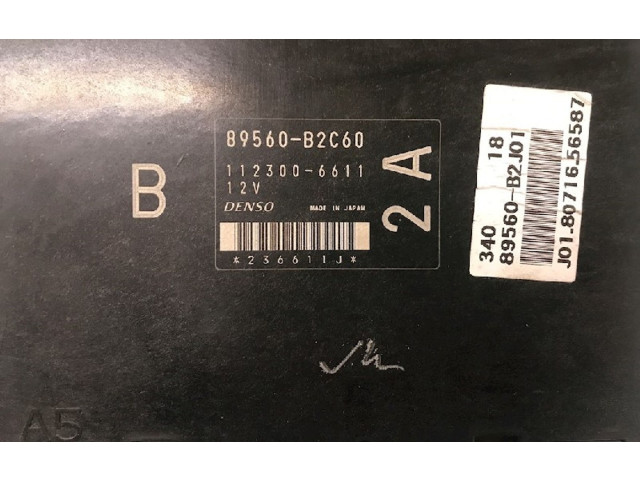 89560-B2C60
112300-6611
12V
DENSO MADE IN JAPAN
*236611J*
B
2A
340 18
89560-B2J01
J01.80716.56587
A5